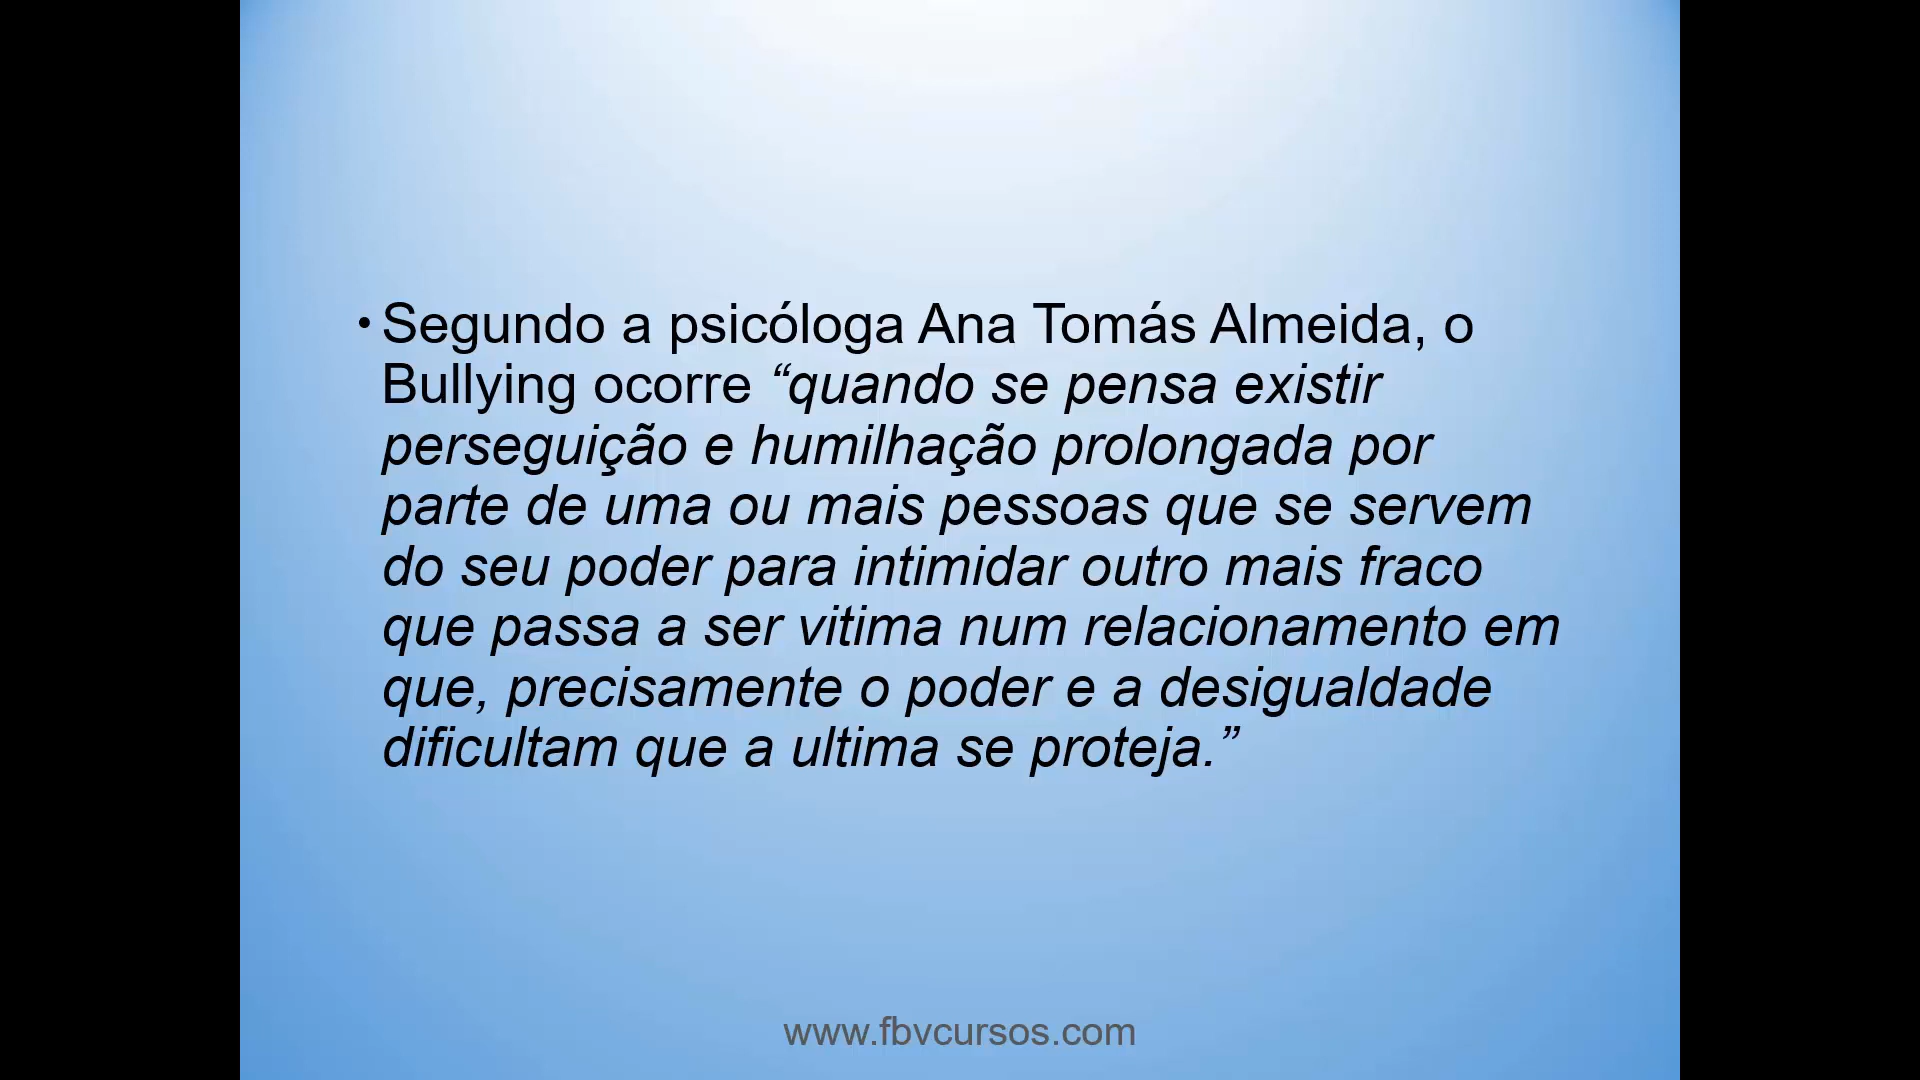 • Segundo a psicóloga Ana Tomás Almeida, o
Bullying ocorre “quando se pensa existir
perseguição e humilhação prolongada por
parte de uma ou mais pessoas que se servem
do seu poder para intimidar outro mais fraco
que passa a ser vitima num relacionamento em
que, precisamente o poder e a desigualdade
dificultam que a ultima se proteja.”
www.fbvcursos.com